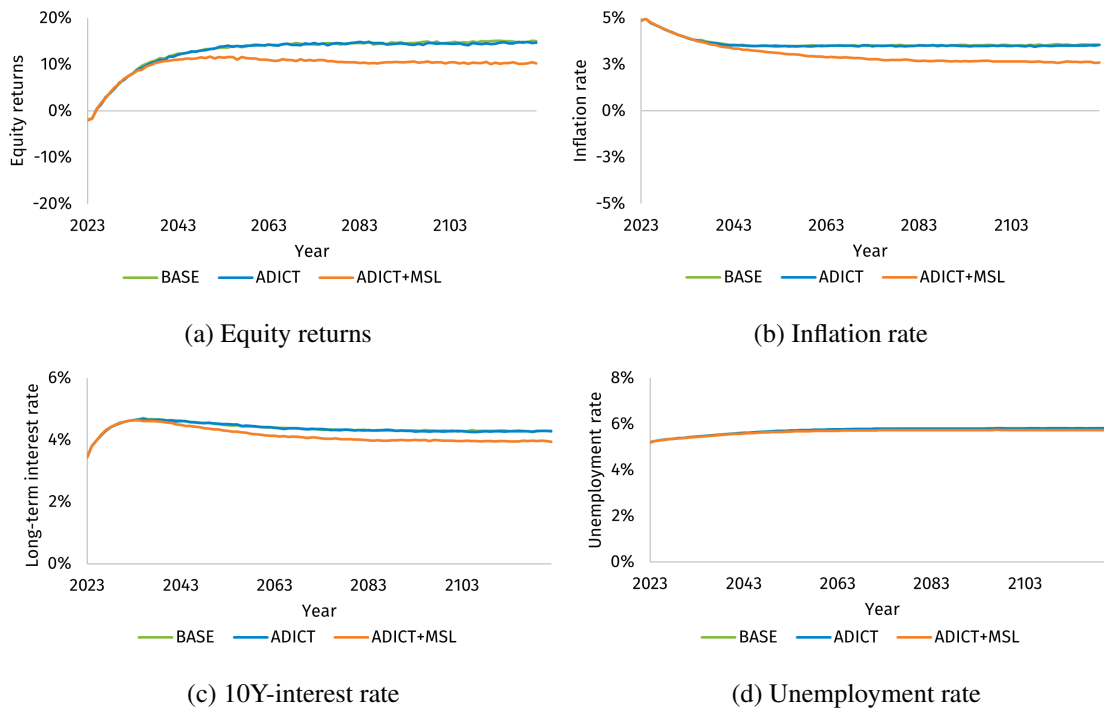 20%
10%
0%
-10%
-20%
Equity returns
2023 2043 2063 2083 2103
Year
BASE ADICT ADICT+MSL
(a) Equity returns
5%
3%
0%
-3%
-5%
Inflation rate
2023 2043 2063 2083 2103
Year
BASE ADICT ADICT+MSL
(b) Inflation rate
6%
4%
2%
0%
Long-term interest rate
2023 2043 2063 2083 2103
Year
BASE ADICT ADICT+MSL
(c) 10Y-interest rate
8%
6%
4%
2%
0%
Unemployment rate
2023 2043 2063 2083 2103
Year
BASE ADICT ADICT+MSL
(d) Unemployment rate